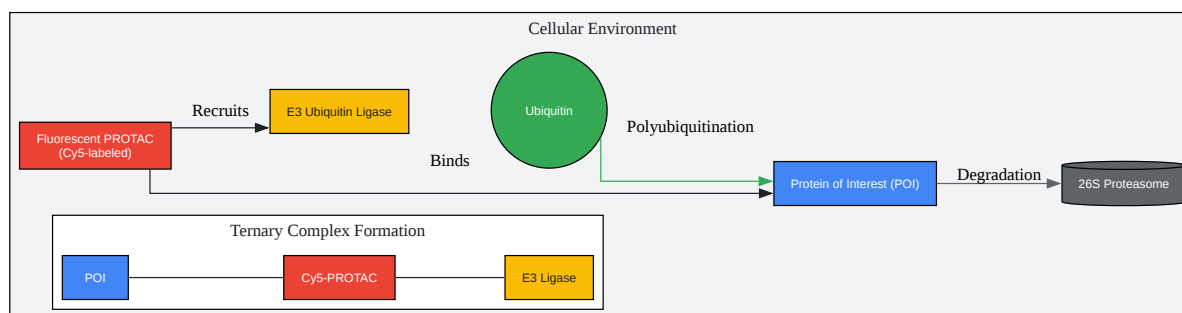 Cellular Environment
Recruits
E3 Ubiquitin Ligase
Ubiquitin
Fluorescent PROTAC
(Cy5-labeled)
Polyubiquitination
Binds
Protein of Interest (POI)
Degradation
26S Proteasome
Ternary Complex Formation
POI
Cy5-PROTAC
E3 Ligase